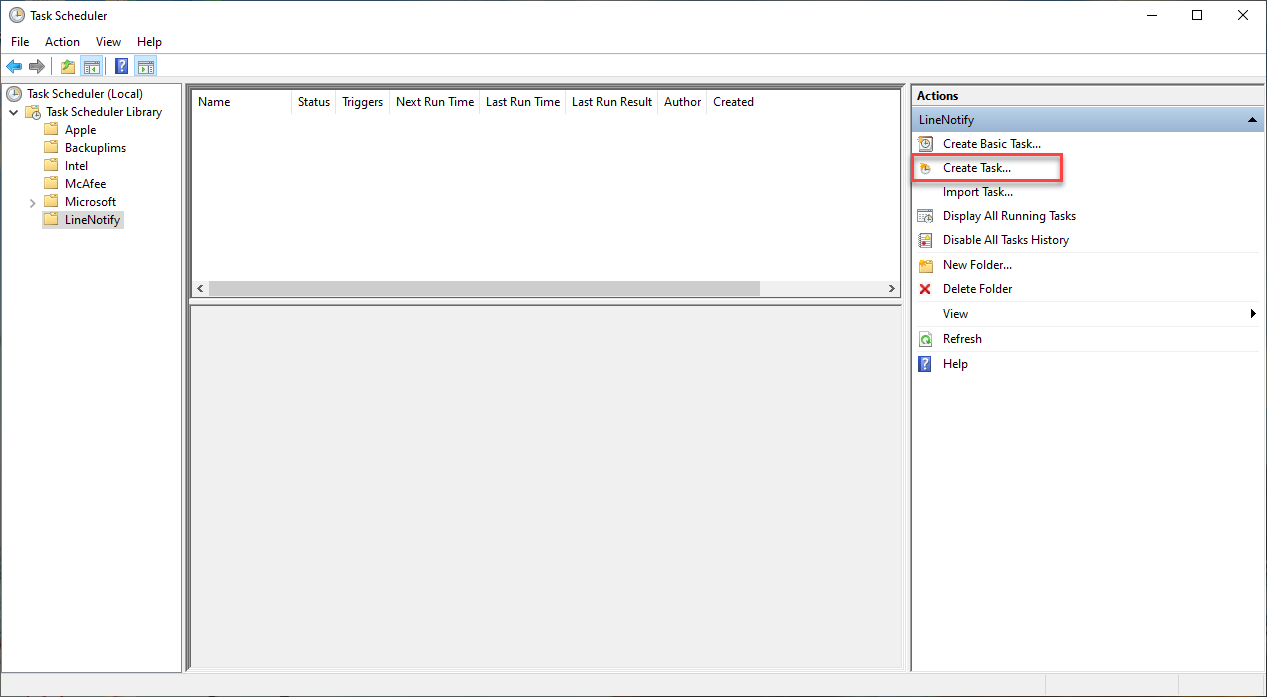 Task Scheduler
File Action View Help
Task Scheduler (Local)
Task Scheduler Library
Apple
Backuplims
Intel
McAfee
Microsoft
LineNotify
Name Status Triggers Next Run Time Last Run Time Last Run Result Author Created
Actions
LineNotify
Create Basic Task...
Create Task...
Import Task...
Display All Running Tasks
Disable All Tasks History
New Folder...
Delete Folder
View
Refresh
Help